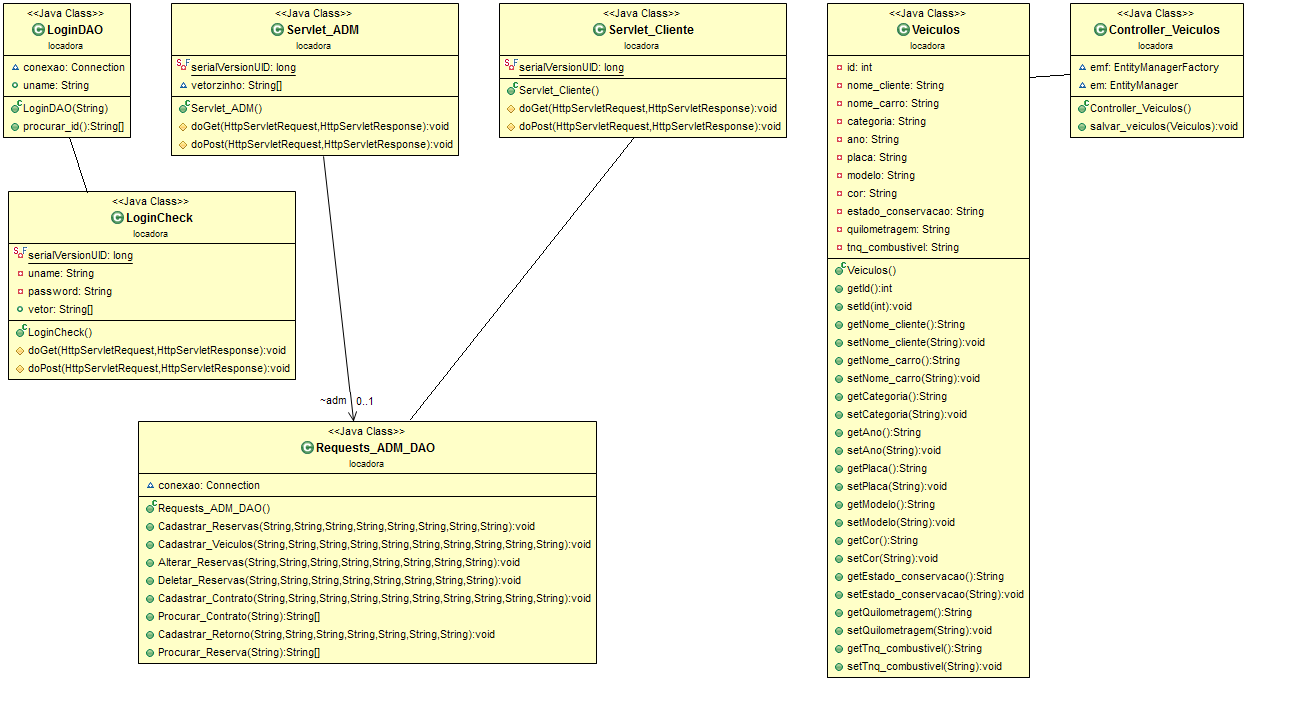 <<Java Class>>
LoginDAO
locadora
conexao: Connection
uname: String
LoginDAO(String)
procurar_id():String[]
<<Java Class>>
Servlet_ADM
locadora
serialVersionUID: long
vetorzinho: String[]
Servlet_ADM()
doGet(HttpServletRequest,HttpServletResponse):void
doPost(HttpServletRequest,HttpServletResponse):void
<<Java Class>>
Servlet_Cliente
locadora
serialVersionUID: long
Servlet_Cliente()
doGet(HttpServletRequest,HttpServletResponse):void
doPost(HttpServletRequest,HttpServletResponse):void
<<Java Class>>
Veiculos
locadora
id: int
nome_cliente: String
nome_carro: String
categoria: String
ano: String
placa: String
modelo: String
cor: String
estado_conservacao: String
quilometragem: String
tnq_combustivel: String
Veiculos()
getId():int
setId(int):void
getNome_cliente():String
setNome_cliente(String):void
getNome_carro():String
setNome_carro(String):void
getCategoria():String
setCategoria(String):void
getAno():String
setAno(String):void
getPlaca():String
setPlaca(String):void
getModelo():String
setModelo(String):void
getCor():String
setCor(String):void
getEstado_conservacao():String
setEstado_conservacao(String):void
getQuilometragem():String
setQuilometragem(String):void
getTnq_combustivel():String
setTnq_combustivel(String):void
<<Java Class>>
Controller_Veiculos
locadora
emf: EntityManagerFactory
em: EntityManager
Controller_Veiculos()
salvar_veiculos(Veiculos):void
<<Java Class>>
LoginCheck
locadora
serialVersionUID: long
uname: String
password: String
vetor: String[]
LoginCheck()
doGet(HttpServletRequest,HttpServletResponse):void
doPost(HttpServletRequest,HttpServletResponse):void
~adm 0..1
<<Java Class>>
Requests_ADM_DAO
locadora
conexao: Connection
Requests_ADM_DAO()
Cadastrar_Reservas(String,String,String,String,String,String,String,String):void
Cadastrar_Veiculos(String,String,String,String,String,String,String,String,String,String):void
Alterar_Reservas(String,String,String,String,String,String,String,String):void
Deletar_Reservas(String,String,String,String,String,String,String,String):void
Cadastrar_Contrato(String,String,String,String,String,String,String,String,String,String):void
Procurar_Contrato(String):String[]
Cadastrar_Retorno(String,String,String,String,String,String,String):void
Procurar_Reserva(String):String[]